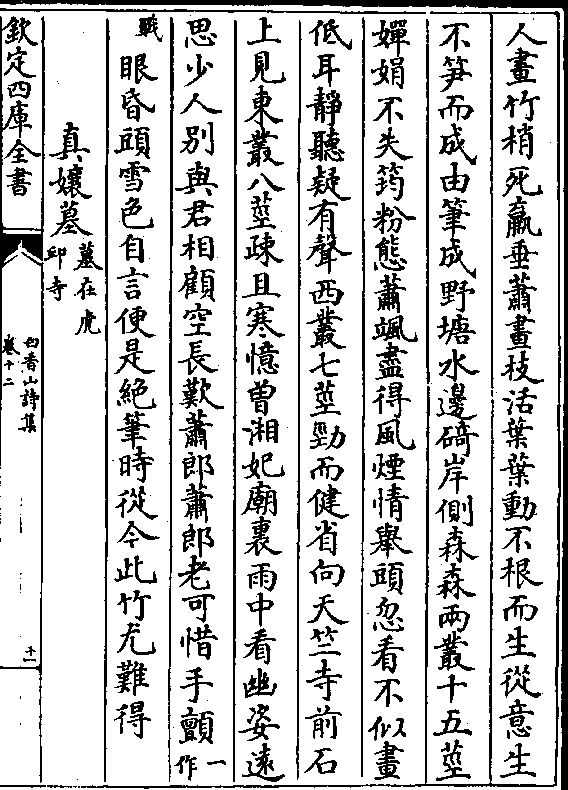 人畫竹梢死羸垂蕭畫枝活葉葉動不根而生從意生
不笋而成由筆成野塘水邊碕岸側森森兩叢十五莖
嬋娟不失筠粉態蕭颯盡得風煙情舉頭忽看不似畫
低耳靜聽疑有聲西叢七莖勁而健省向天竺寺前石
上見東叢八莖疎且寒憶曽湘妃廟裏雨中看幽姿逺
思少人别與君相顧空長歎蕭郎蕭郎老可惜手顫一作
戰眼昏頭雪色自言便是絶筆時從今此竹尤難得
真孃墓墓在虎邱寺
欽定四庫全書
白香山詩集
卷十二
十一